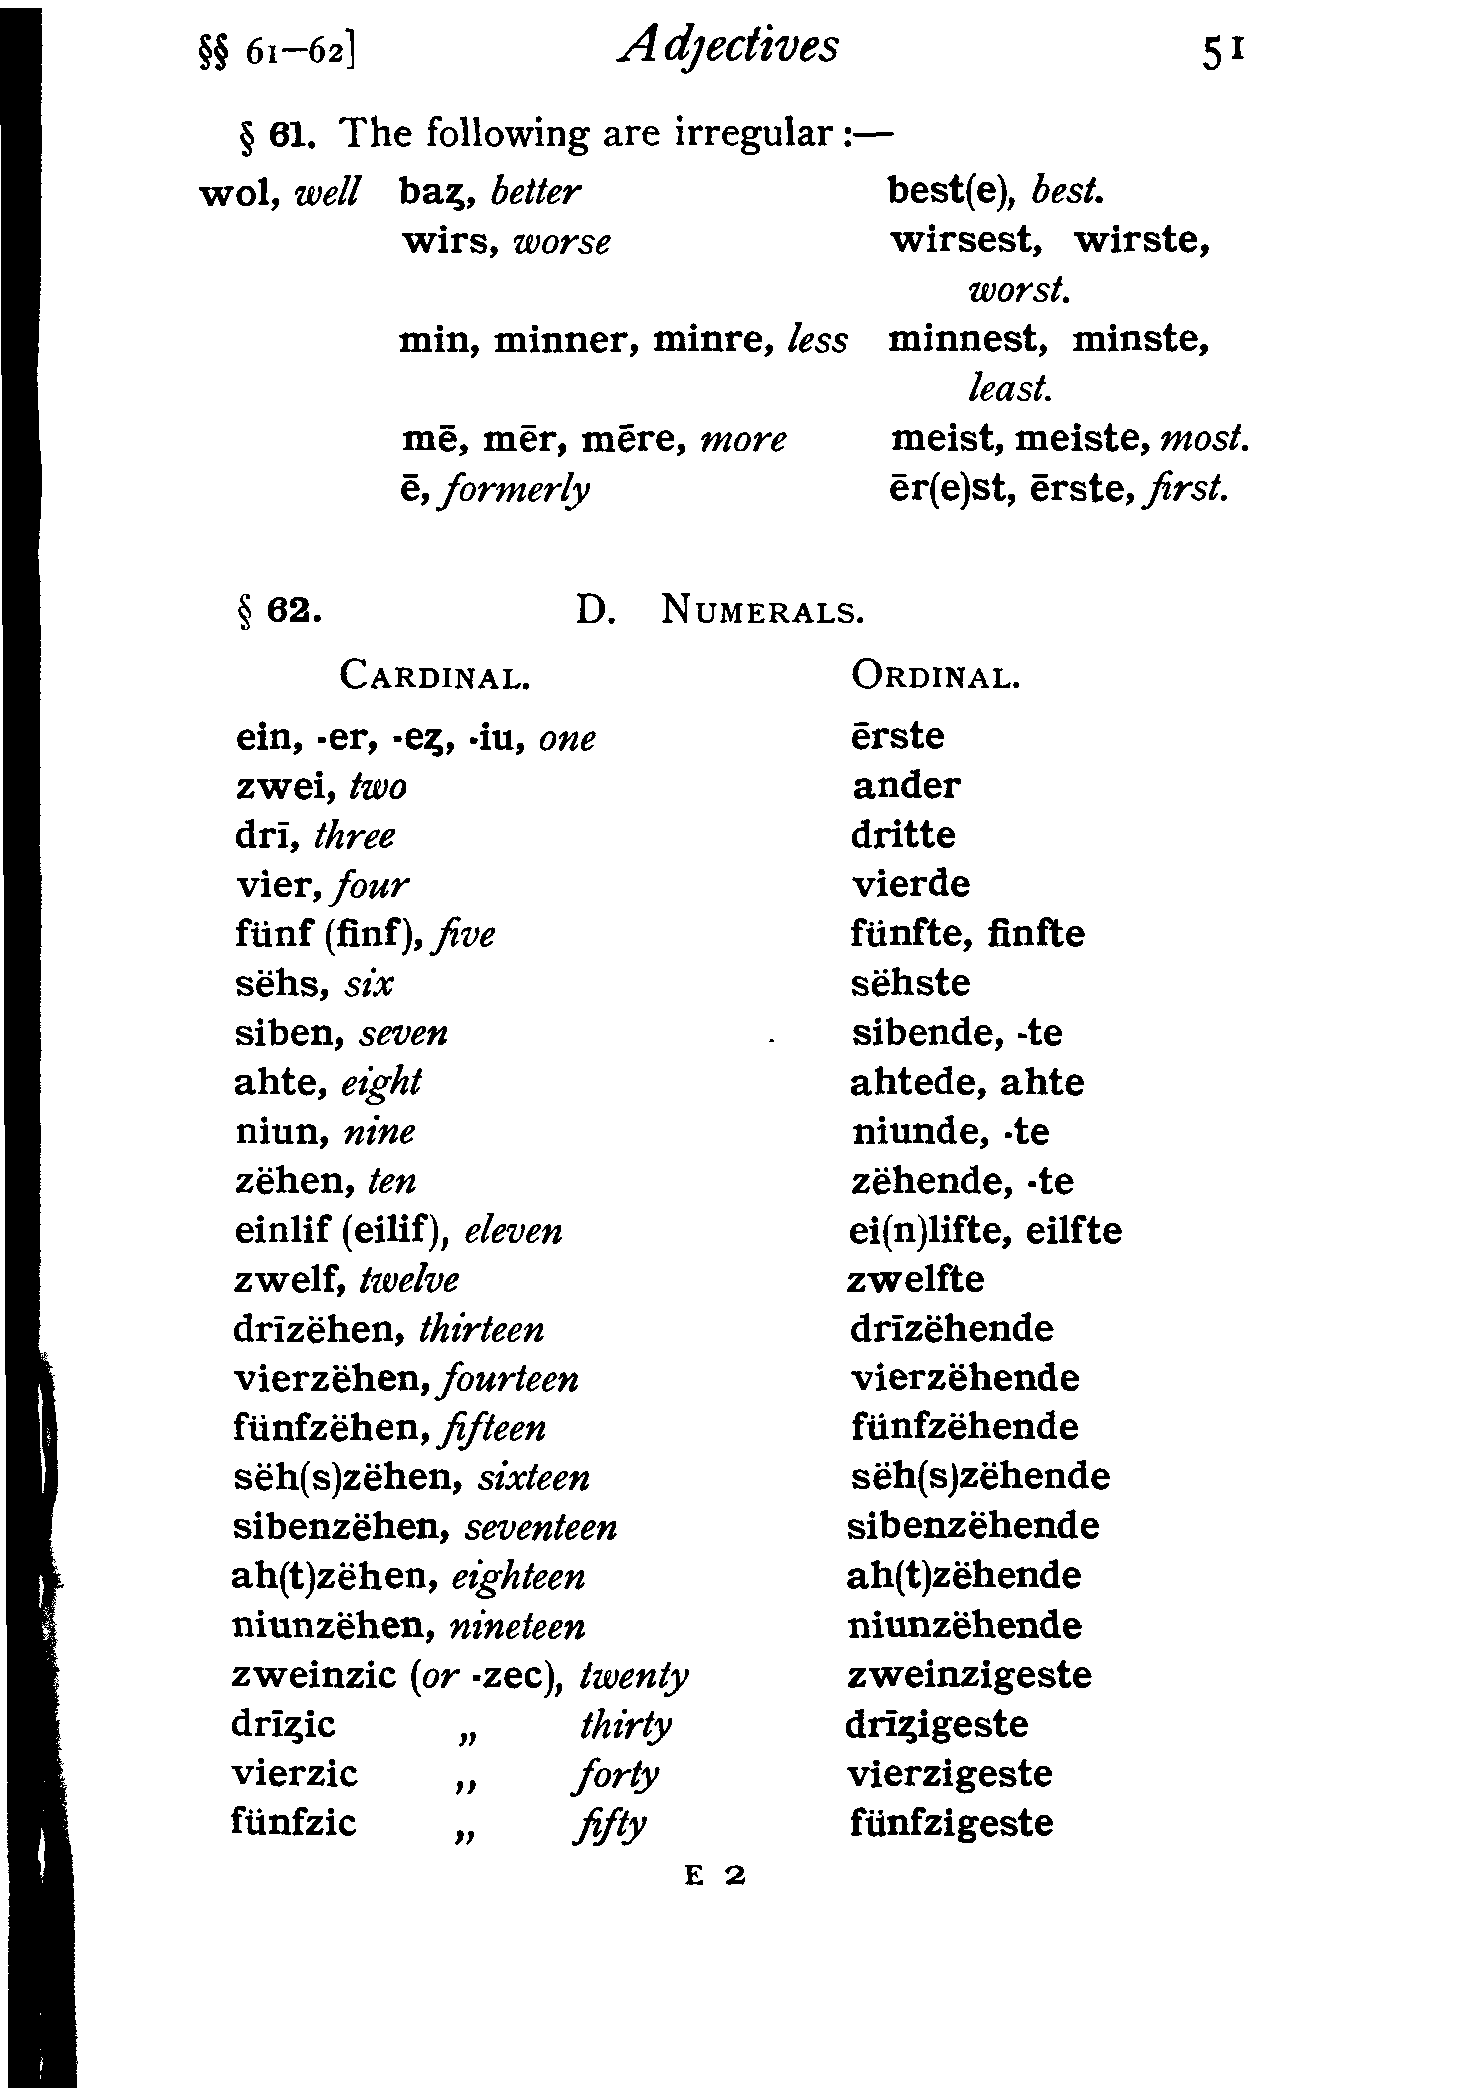 §§ 61—62] Adjectives 51
§ 61. The following are irregular :—
wol, well baȥ, better best(e), best.
wirs, worse wirsest, wirste,
worst.
min, minner, minre, less minnest, minste,
least.
mē, mēr, mēre, more meist, meiste, most.
ē, formerly ēr(e)st, ērste, first.
§ 62. D. NUMERALS.
CARDINAL. ORDINAL.
ein, -er, -eȥ, -iu, one ērste
zwei, two ander
drī, three dritte
vier, four vierde
fünf (finf), five fünfte, finfte
sëhs, six sëhste
siben, seven sibende, -te
ahte, eight ahtede, ahte
niun, nine niunde, -te
zëhen, ten zëhende, -te
einlif (eilif), eleven ei(n)lifte, eilfte
zwelf, twelve zwelfte
drīzëhen, thirteen drīzëhende
vierzëhen, fourteen vierzëhende
fünfzëhen, fifteen fünfzëhende
sëh(s)zëhen, sixteen sëh(s)zëhende
sibenzëhen, seventeen sibenzëhende
ah(t)zëhen, eighteen ah(t)zëhende
niunzëhen, nineteen niunzëhende
zweinzic (or -zec), twenty zweinzigeste
drīȥic „ thirty drīȥigeste
vierzic „ forty vierzigeste
fünfzic „ fifty fünfzigeste
E 2